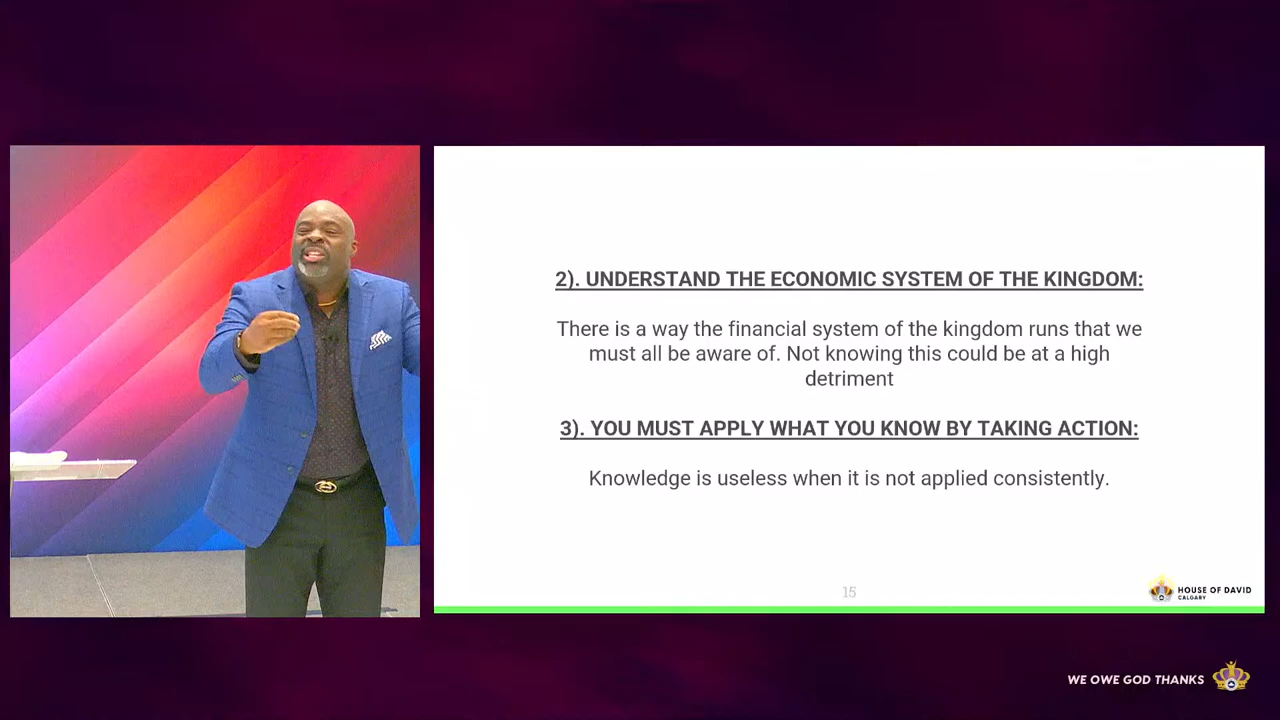 2). UNDERSTAND THE ECONOMIC SYSTEM OF THE KINGDOM:
There is a way the financial system of the kingdom runs that we
must all be aware of. Not knowing this could be at a high
detriment
3). YOU MUST APPLY WHAT YOU KNOW BY TAKING ACTION:
Knowledge is useless when it is not applied consistently.
15
HOUSE OF DAVID
CALGARY
WE OWE GOD THANKS